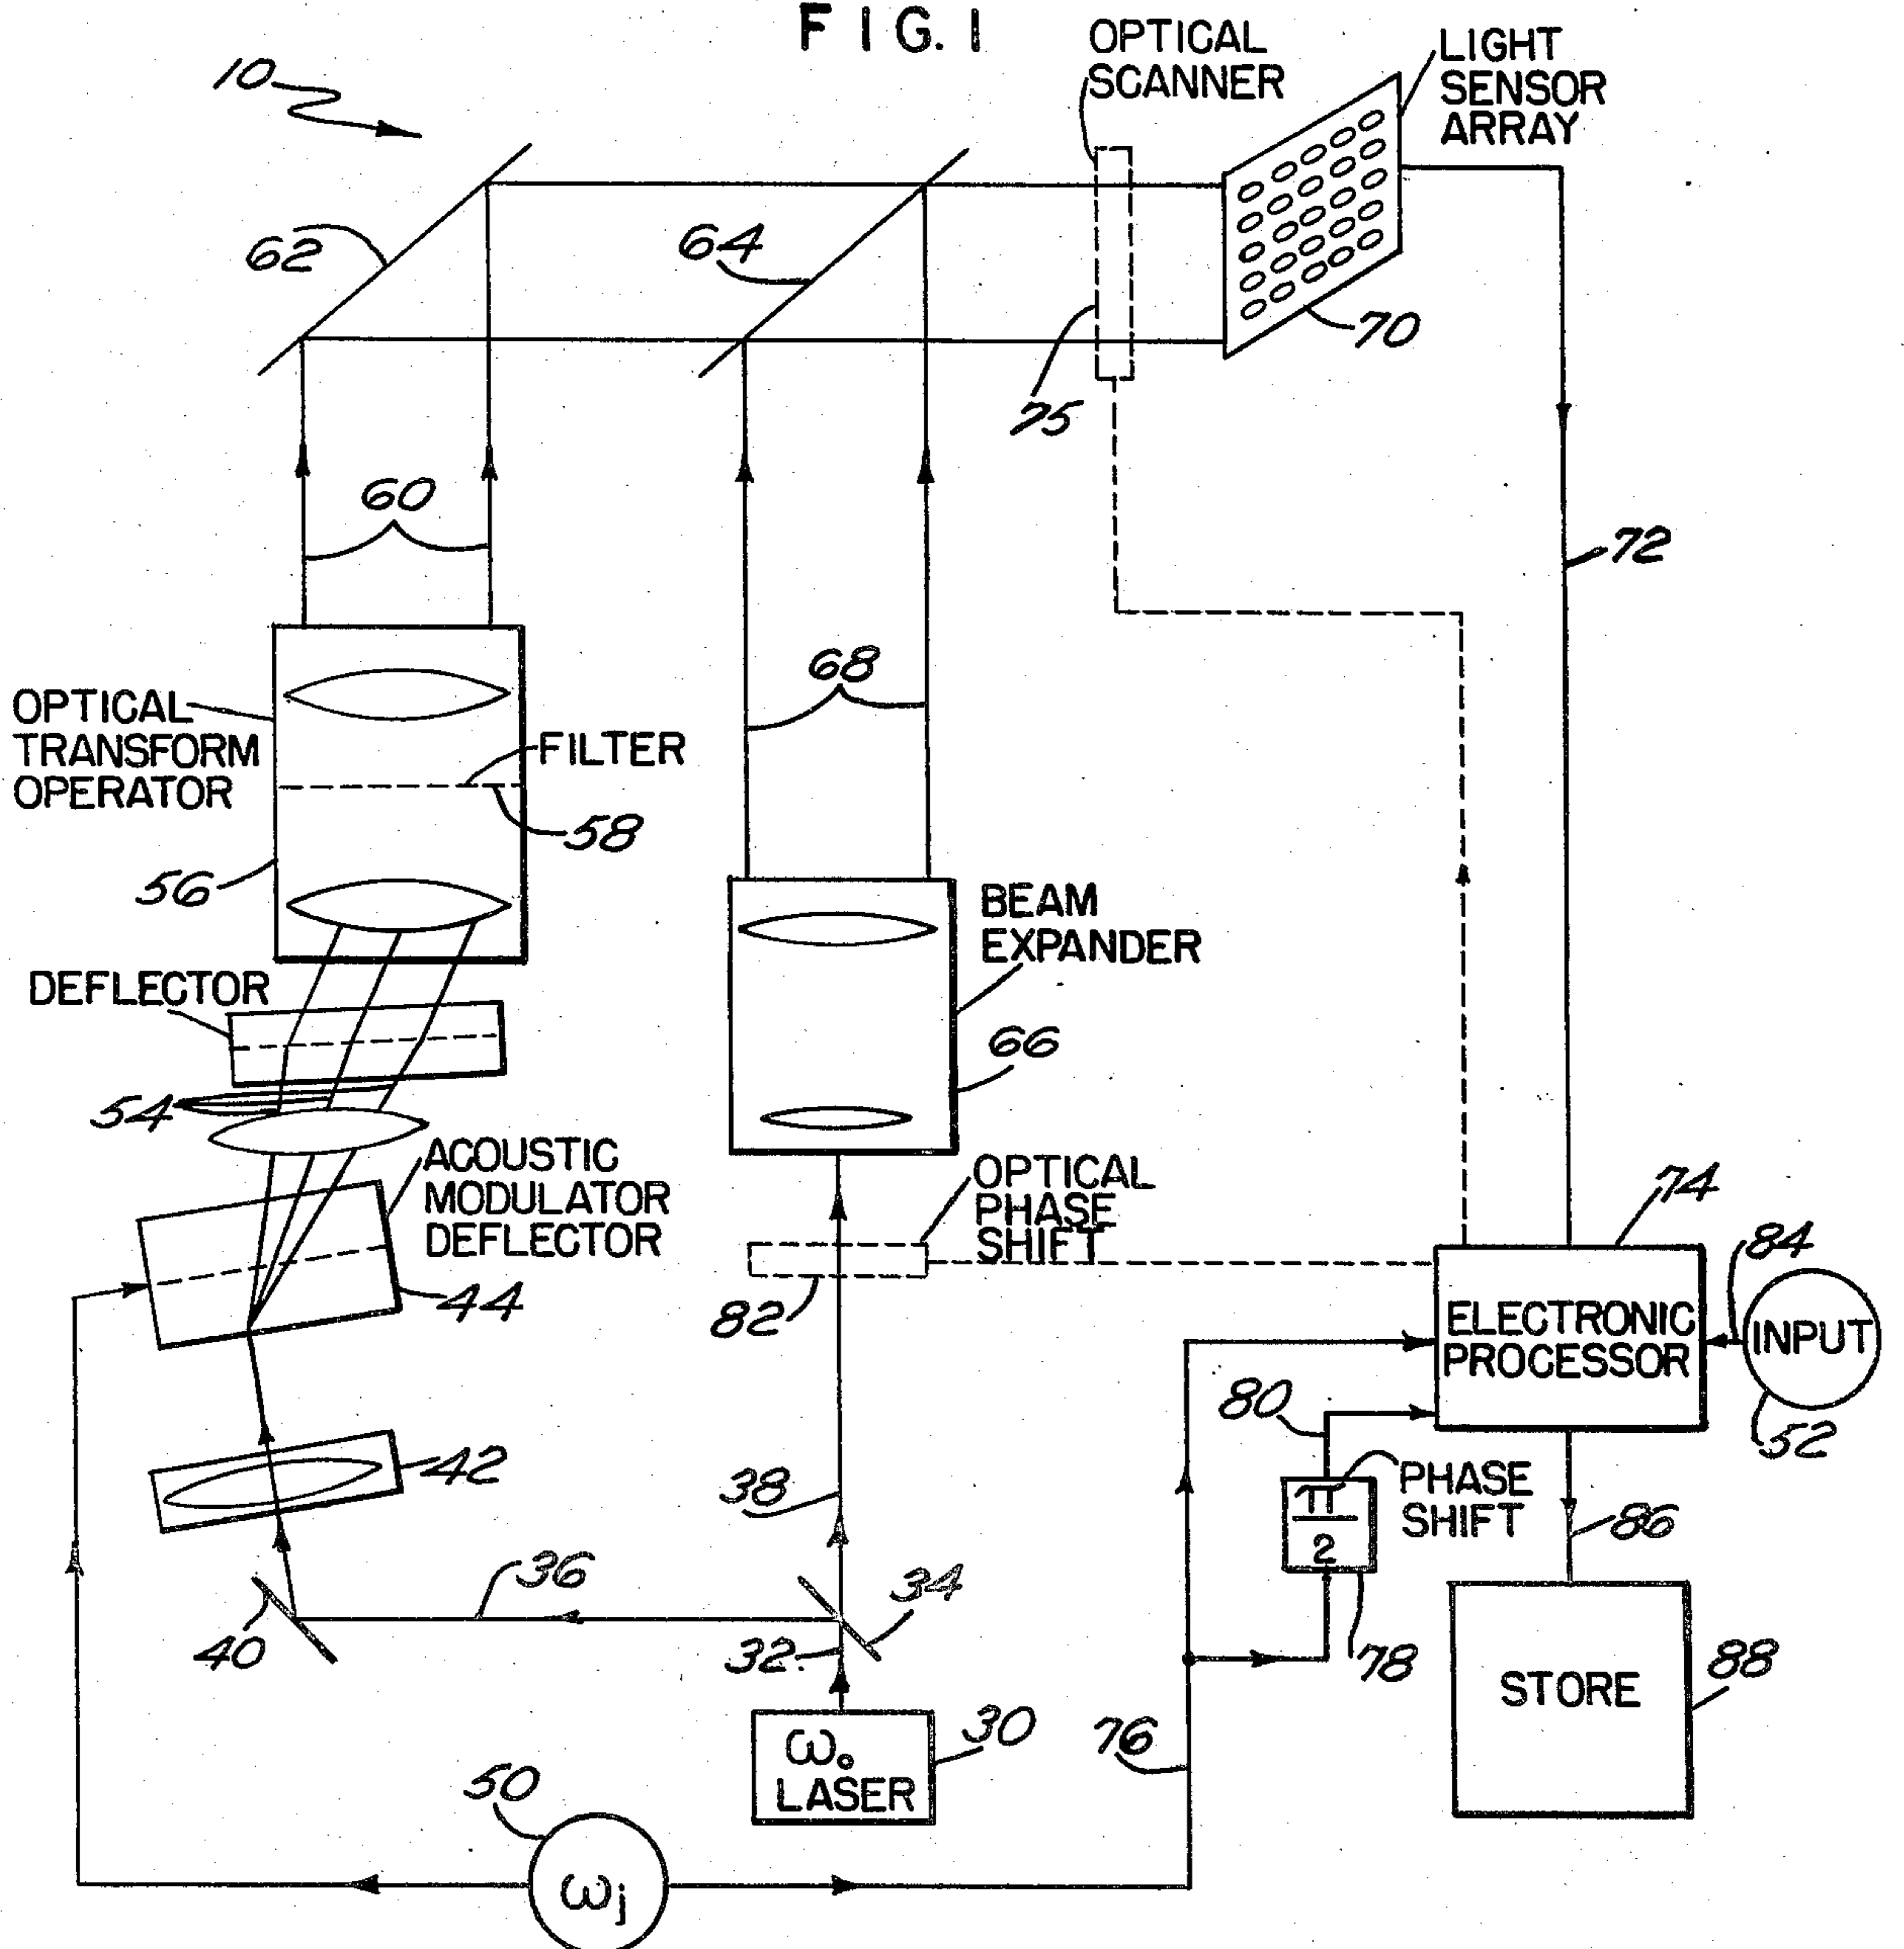 FIG. 1
10
OPTICAL
SCANNER
LIGHT
SENSOR
ARRAY
62
64
75
70
60
72
68
OPTICAL
TRANSFORM
OPERATOR
FILTER
58
56
BEAM
EXPANDER
DEFLECTOR
66
54
ACOUSTIC
MODULATOR
DEFLECTOR
44
OPTICAL
PHASE
SHIFT
82
74
84
ELECTRONIC
PROCESSOR
INPUT
52
80
42
38
PHASE
SHIFT
π
2
86
36
34
40
32
78
STORE
88
30
ω₀
LASER
76
50
ωj